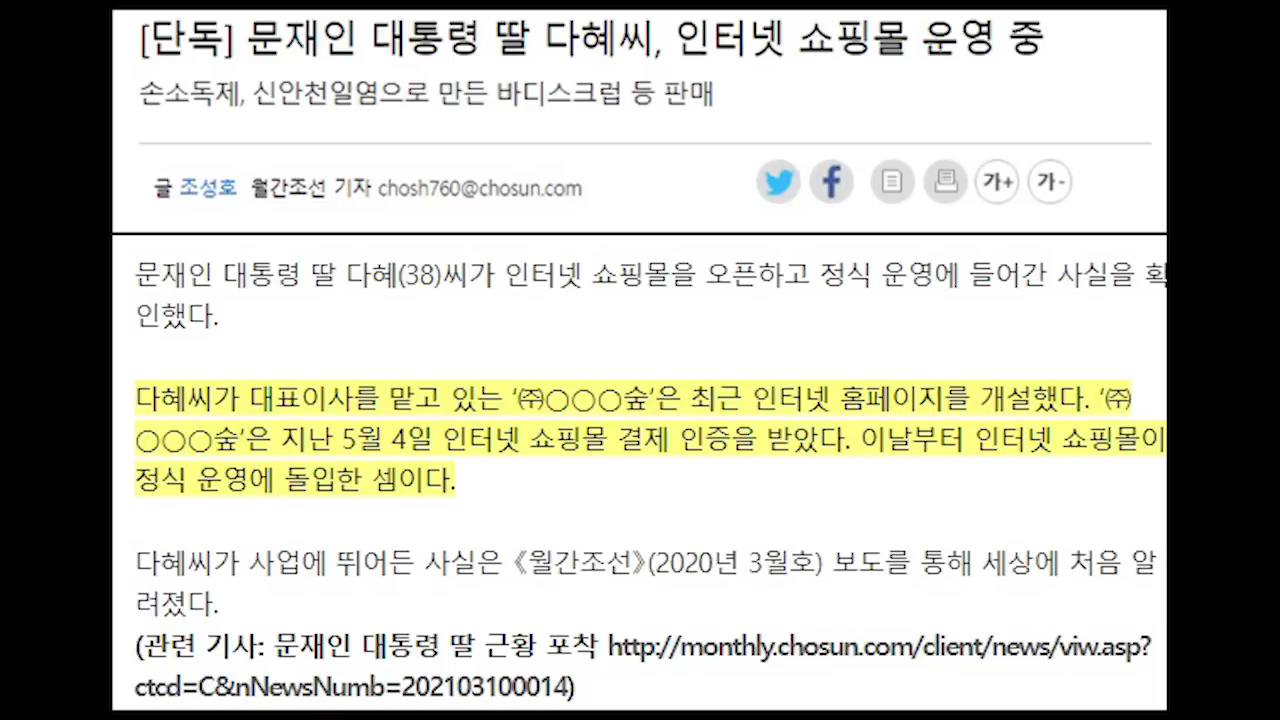 [단독] 문재인 대통령 딸 다혜씨, 인터넷 쇼핑몰 운영 중
손소독제, 신안천일염으로 만든 바디스크럽 등 판매
글 조성호 월간조선 기자 chosh760@chosun.com
가+ 가-
문재인 대통령 딸 다혜(38)씨가 인터넷 쇼핑몰을 오픈하고 정식 운영에 들어간 사실을 확
인했다.
다혜씨가 대표이사를 맡고 있는 '㈜○○○숲'은 최근 인터넷 홈페이지를 개설했다. '㈜
○○○숲'은 지난 5월 4일 인터넷 쇼핑몰 결제 인증을 받았다. 이날부터 인터넷 쇼핑몰이
정식 운영에 돌입한 셈이다.
다혜씨가 사업에 뛰어든 사실은 《월간조선》(2020년 3월호) 보도를 통해 세상에 처음 알
려졌다.
(관련 기사: 문재인 대통령 딸 근황 포착 http://monthly.chosun.com/client/news/viw.asp?
ctcd=C&nNewsNumb=202103100014)